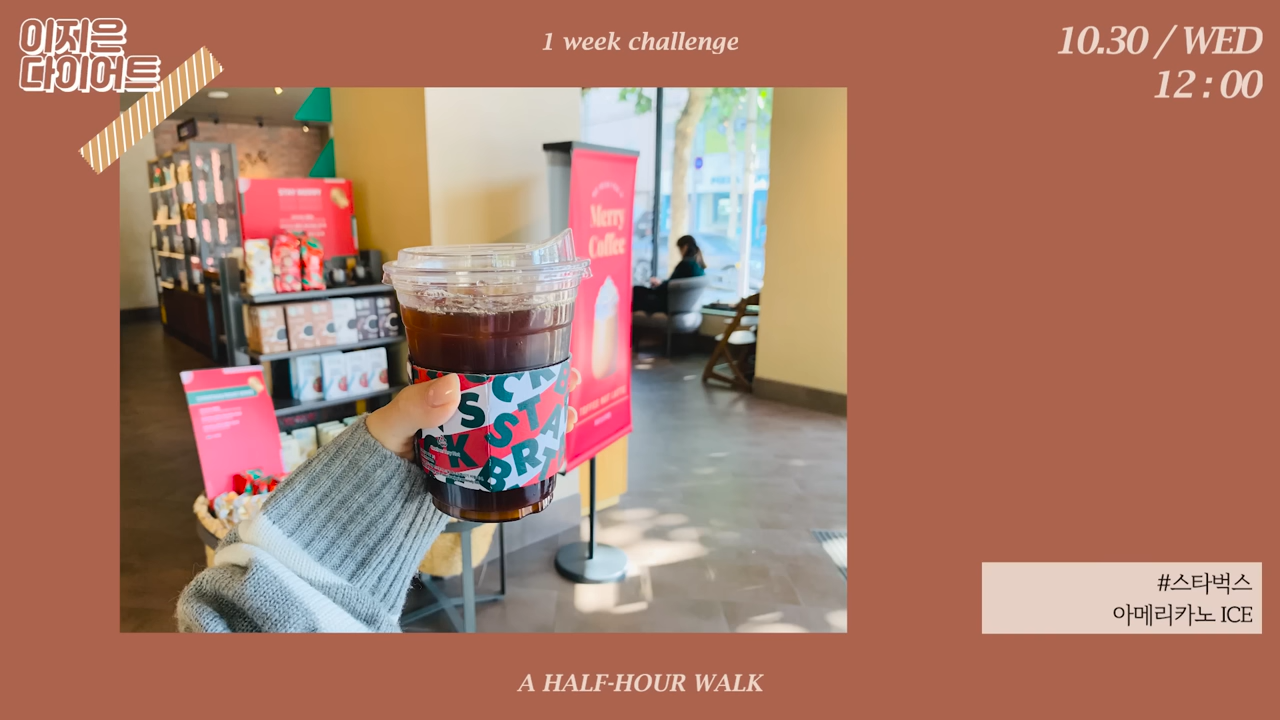 이지은
다이어트
1 week challenge
10.30 / WED
12 : 00
Merry
Coffee
#스타벅스
아메리카노 ICE
A HALF-HOUR WALK